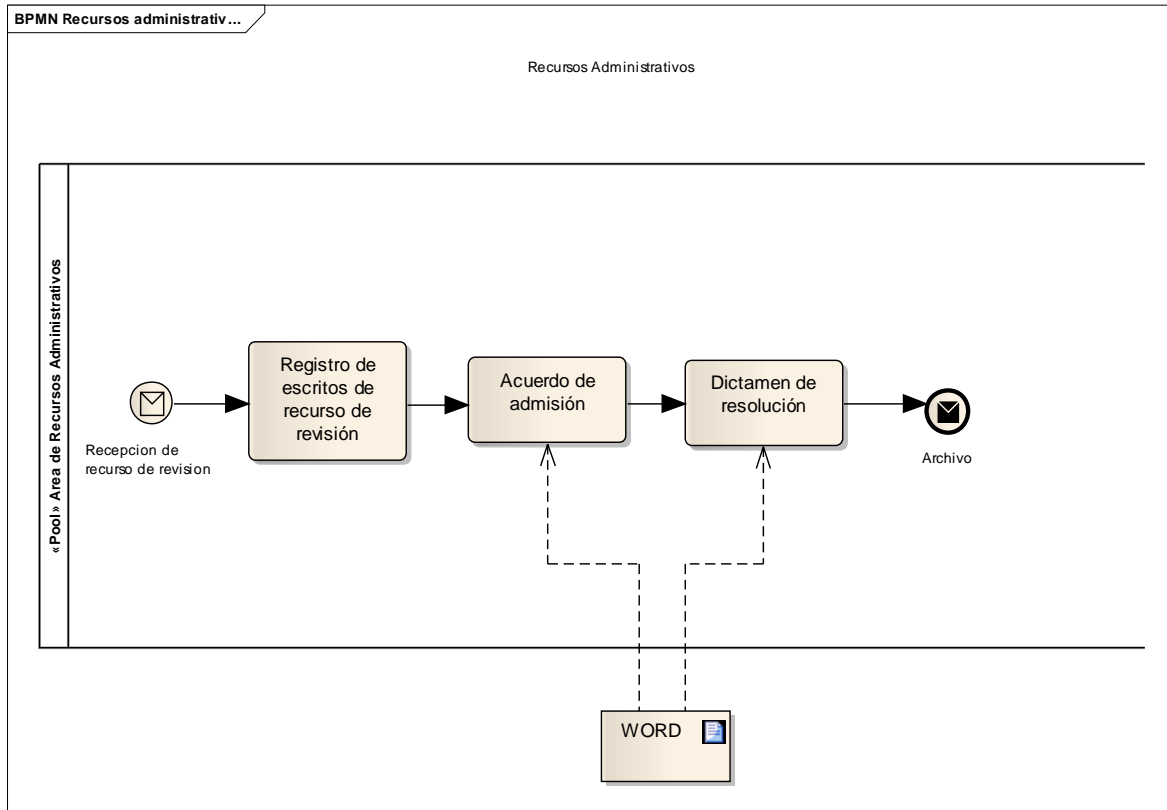 BPMN Recursos administrativ...
Recursos Administrativos
«Pool» Area de Recursos Administrativos
Recepcion de
recurso de revision
Registro de
escritos de
recurso de
revisión
Acuerdo de
admisión
Dictamen de
resolución
Archivo
WORD